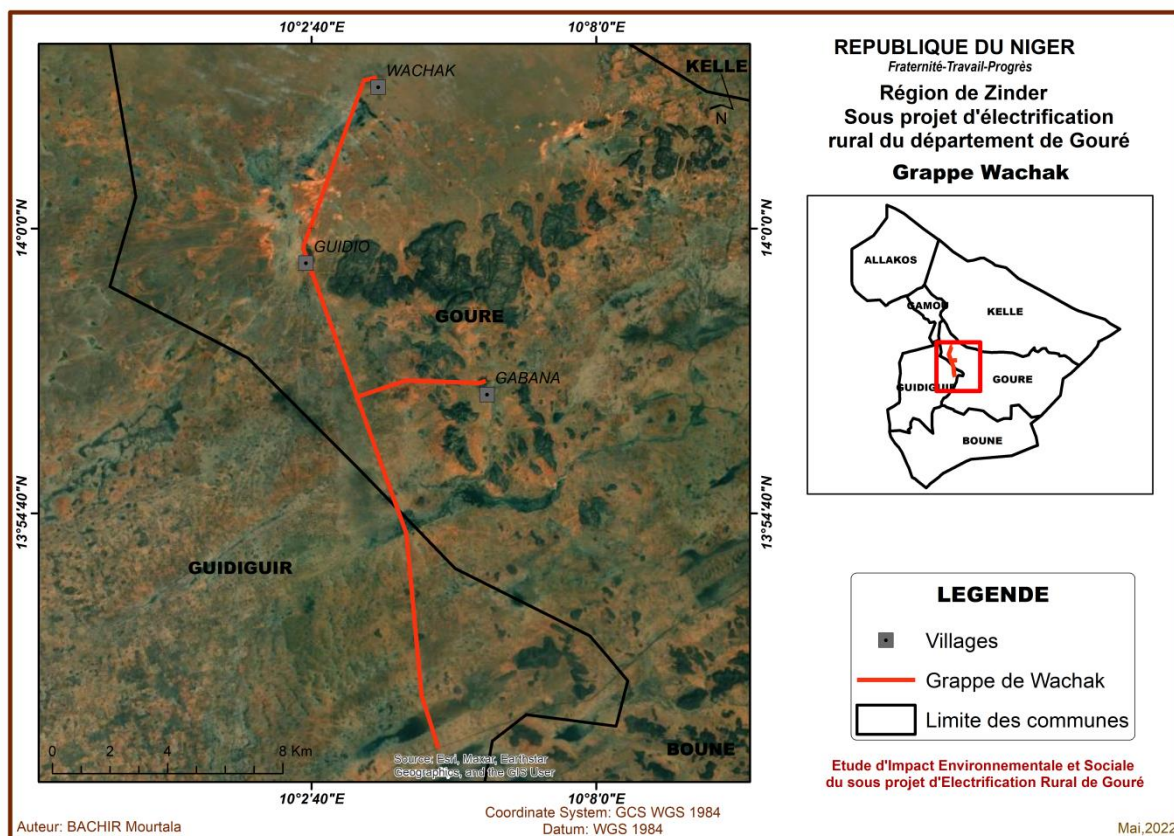 10°2'40"E
10°8'0"E
WACHAK
KELLE
N
14°0'0"N
14°0'0"N
GUIDIO
GOURE
GABANA
13°54'40"N
13°54'40"N
GUIDIGUIR
BOUNE
0 2 4 8 Km
Source: Esri, Maxar, Earthstar
Geographics, and the GIS User
10°2'40"E
10°8'0"E
Auteur: BACHIR Mourtala
Coordinate System: GCS WGS 1984
Datum: WGS 1984
REPUBLIQUE DU NIGER
Fraternité-Travail-Progrès
Région de Zinder
Sous projet d'électrification
rural du département de Gouré
Grappe Wachak
ALLAKOS
GAMOU
KELLE
GUIDIGUIR
GOURE
BOUNE
LEGENDE
Villages
Grappe de Wachak
Limite des communes
Etude d'Impact Environnementale et Sociale
du sous projet d'Electrification Rural de Gouré
Mai,2022